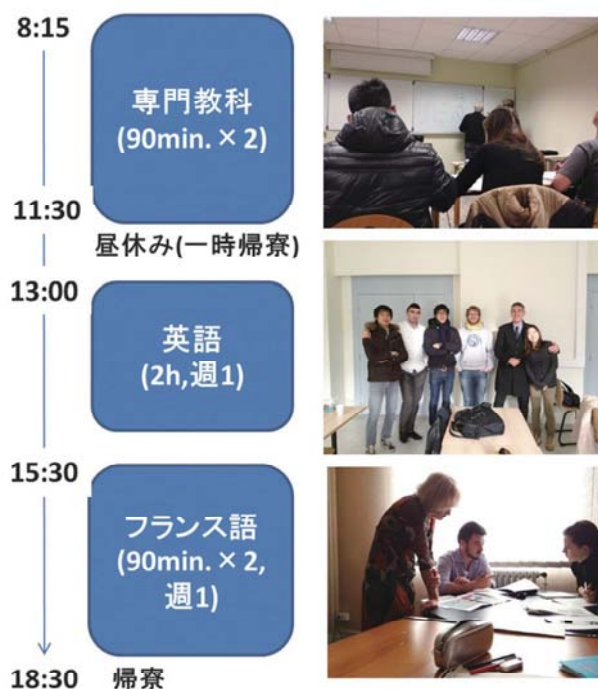 8:15
専門教科
(90min.×2)
11:30
昼休み(一時帰寮)
13:00
英語
(2h,週1)
15:30
フランス語
(90min.×2,
週1)
18:30 帰寮